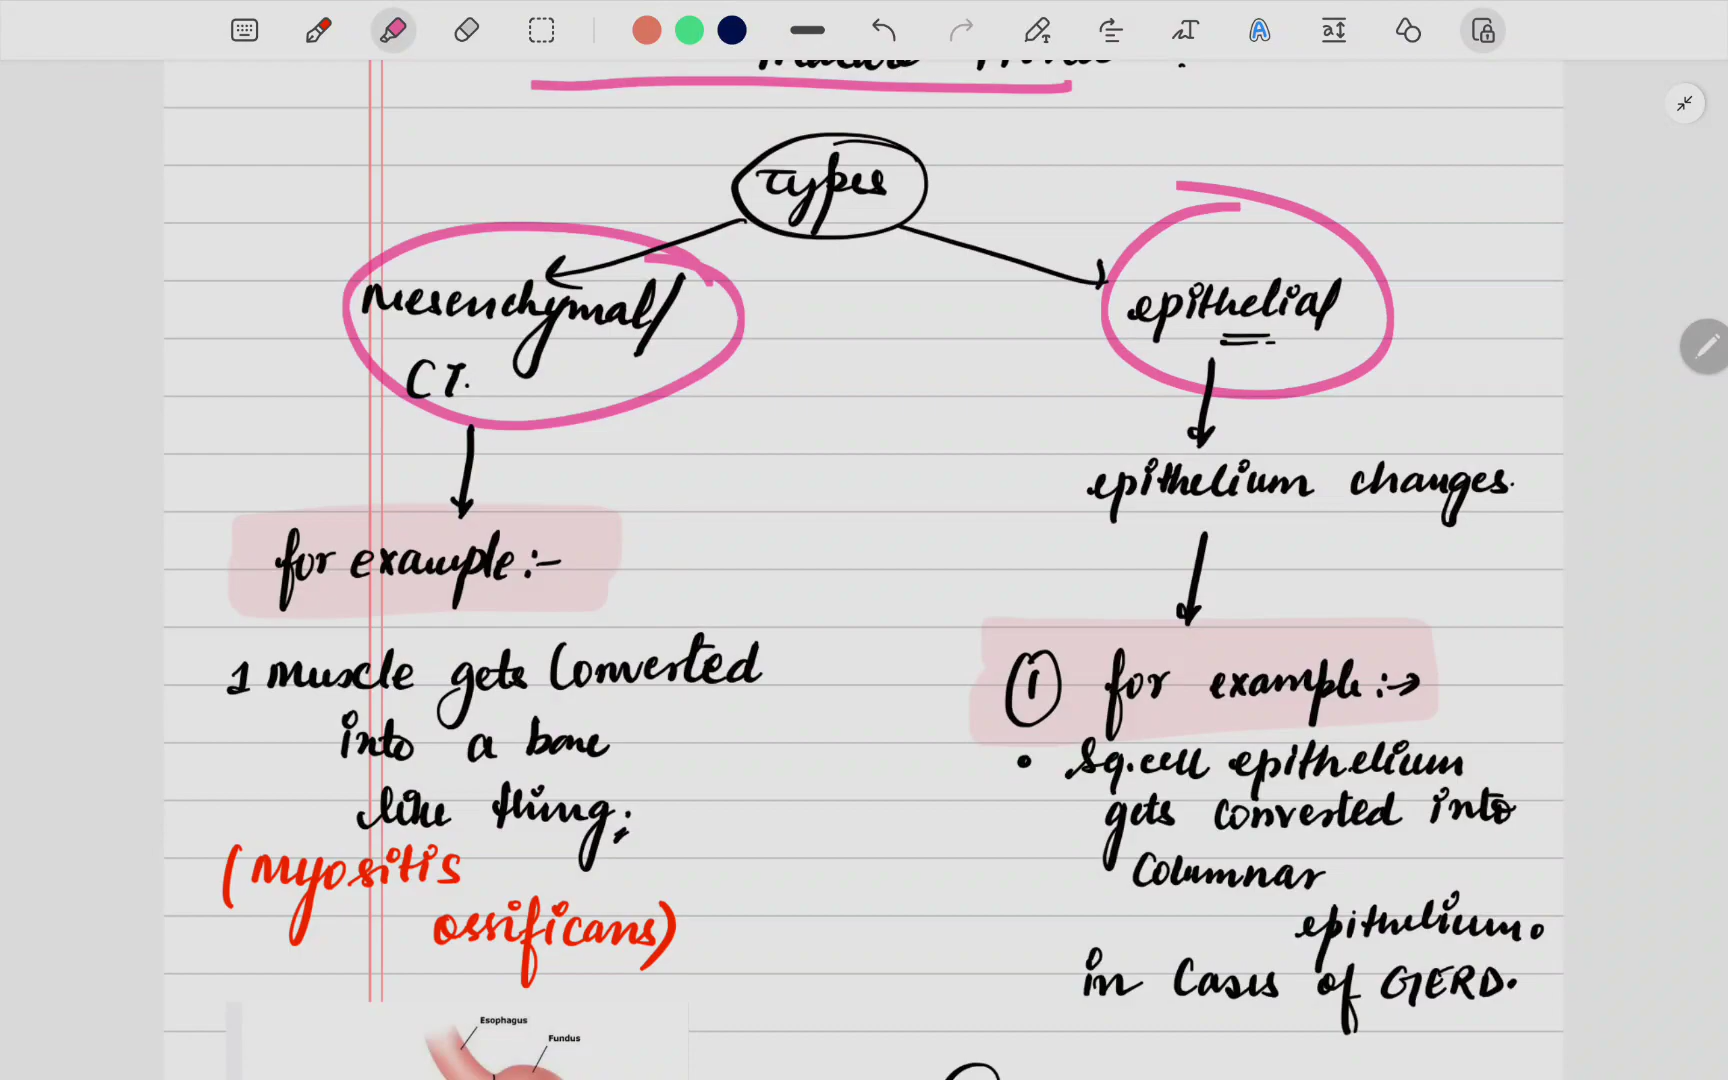 Types
Mesenchymal/
CT.
epithelial
epithelium changes.
for example:-
1 Muscle gets Converted
into a bone
like thing;
(Myositis
ossificans)
① for example:→
• Sq.cell epithelium
gets converted into
Columnar
epithelium.
in Cases of GERD.
Esophagus
Fundus